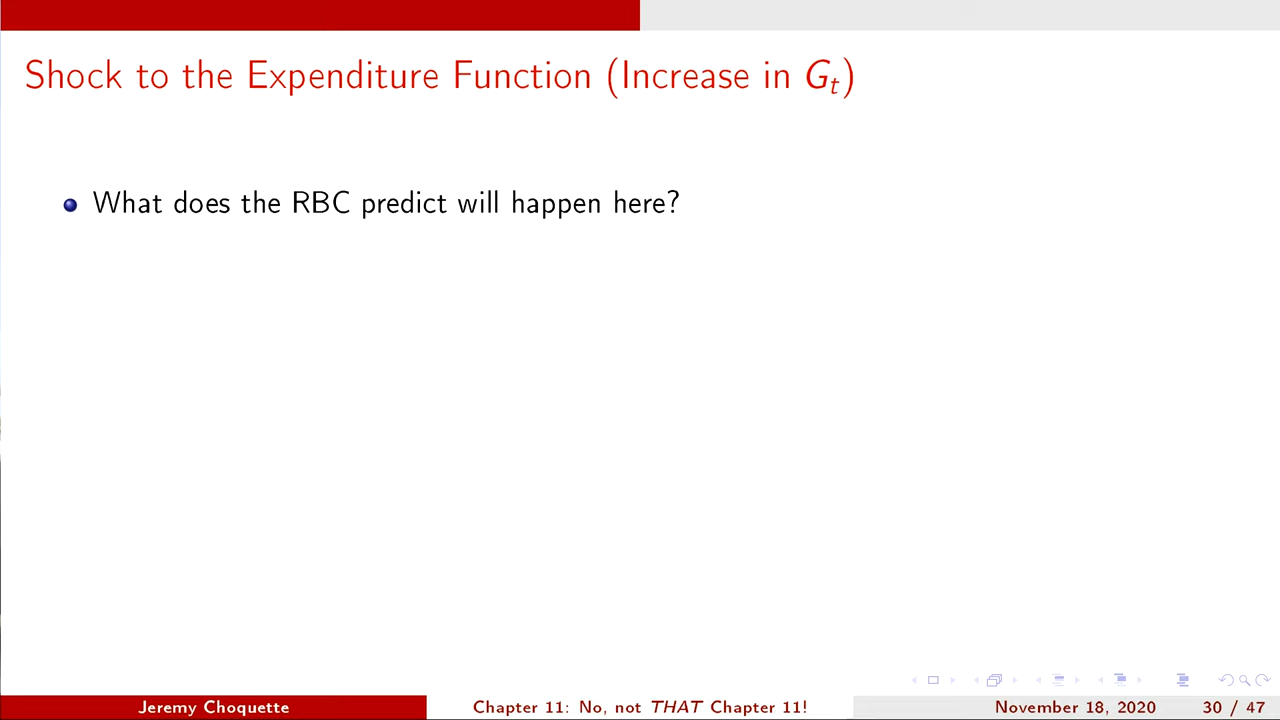 Shock to the Expenditure Function (Increase in Gₜ)
What does the RBC predict will happen here?
Jeremy Choquette
Chapter 11: No, not THAT Chapter 11!
November 18, 2020
30 / 47